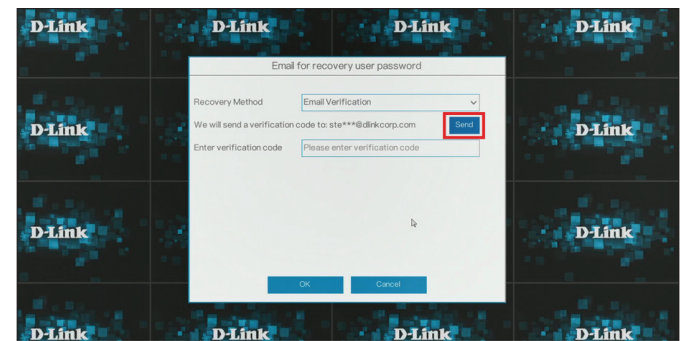 D-Link D-Link D-Link D-Link
Email for recovery user password
Recovery Method Email Verification
We will send a verification code to: ste***@dlinkcorp.com Send
D-Link D-Link
Enter verification code Please enter verification code
D-Link D-Link
OK Cancel
D-Link D-Link D-Link D-Link